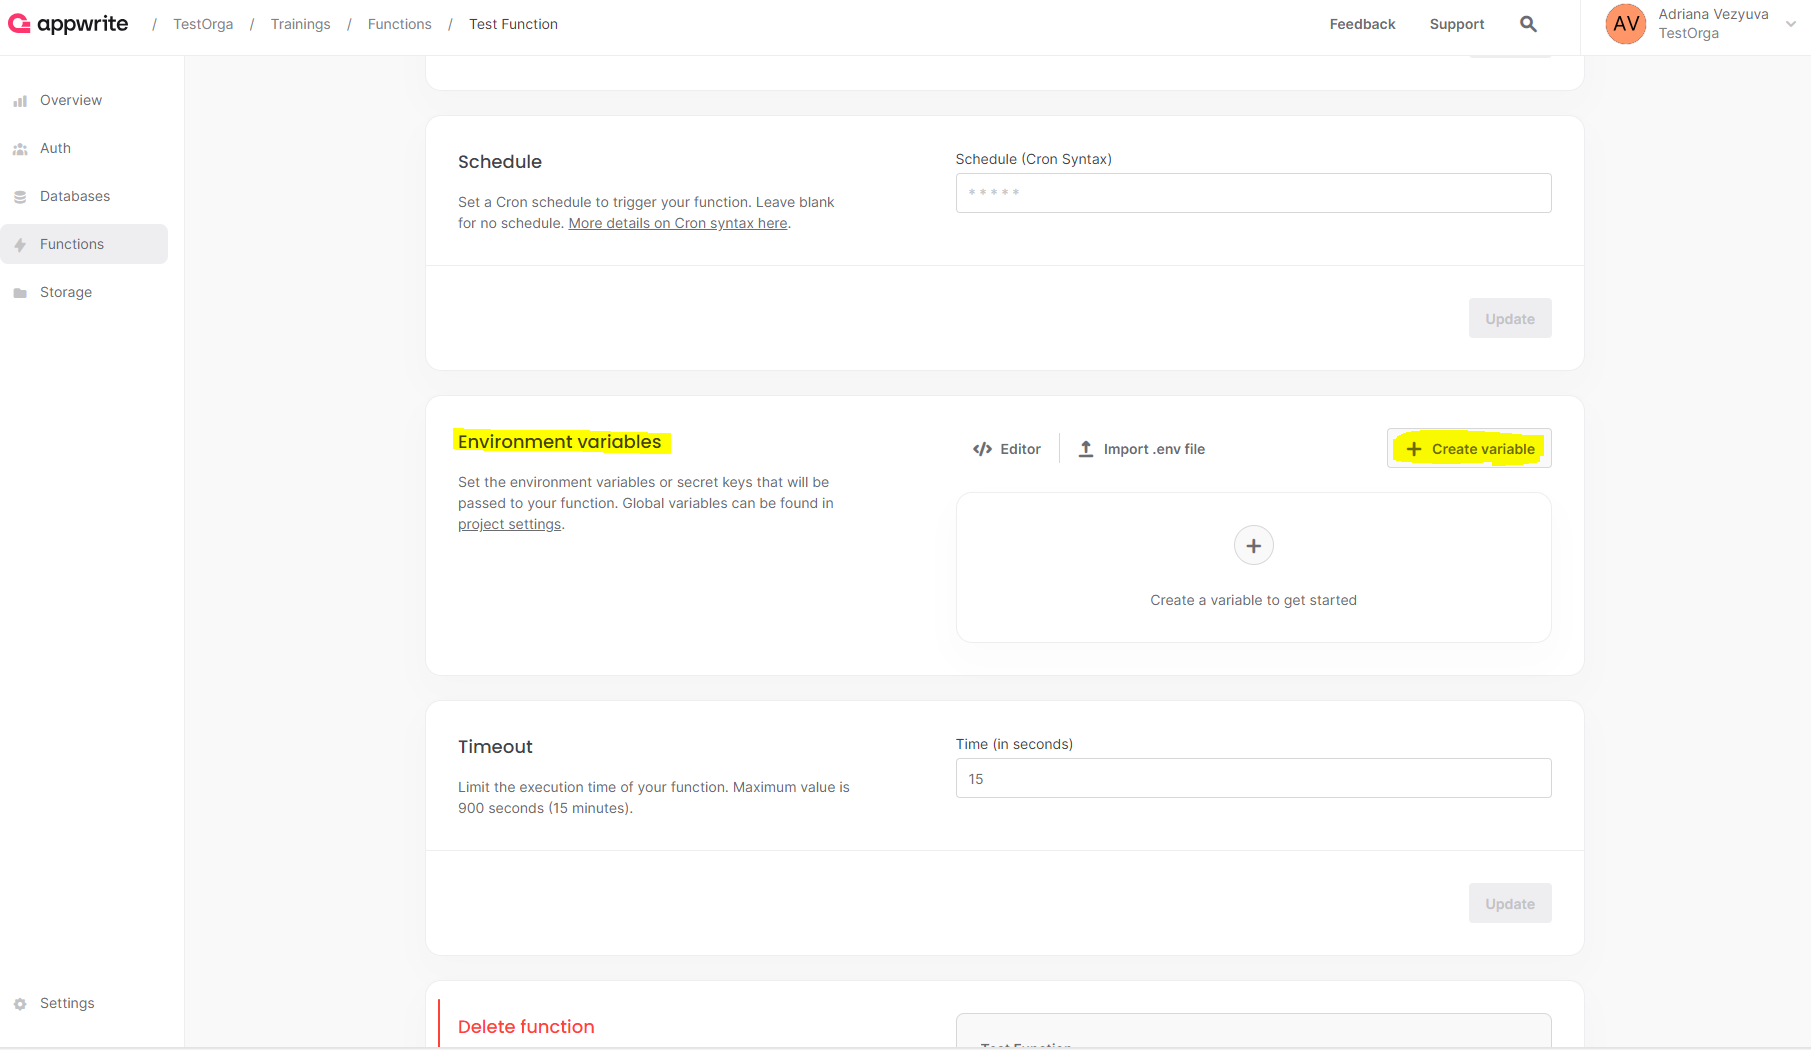 appwrite / TestOrga / Trainings / Functions / Test Function
Feedback Support
AV
Adriana Vezyuva
TestOrga
Overview
Auth
Databases
Functions
Storage
Settings
Schedule
Set a Cron schedule to trigger your function. Leave blank
for no schedule. More details on Cron syntax here.
Schedule (Cron Syntax)
* * * * *
Update
Environment variables
Set the environment variables or secret keys that will be
passed to your function. Global variables can be found in
project settings.
</> Editor
Import .env file
+ Create variable
+
Create a variable to get started
Timeout
Limit the execution time of your function. Maximum value is
900 seconds (15 minutes).
Time (in seconds)
15
Update
Delete function
Test Function